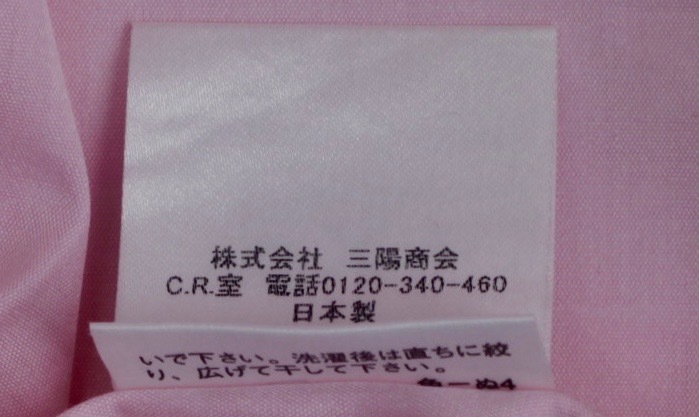 株式会社 三陽商会
C.R.室 電話0120-340-460
日本製
いで下さい。洗濯後は直ちに絞
り、広げて干して下さい。